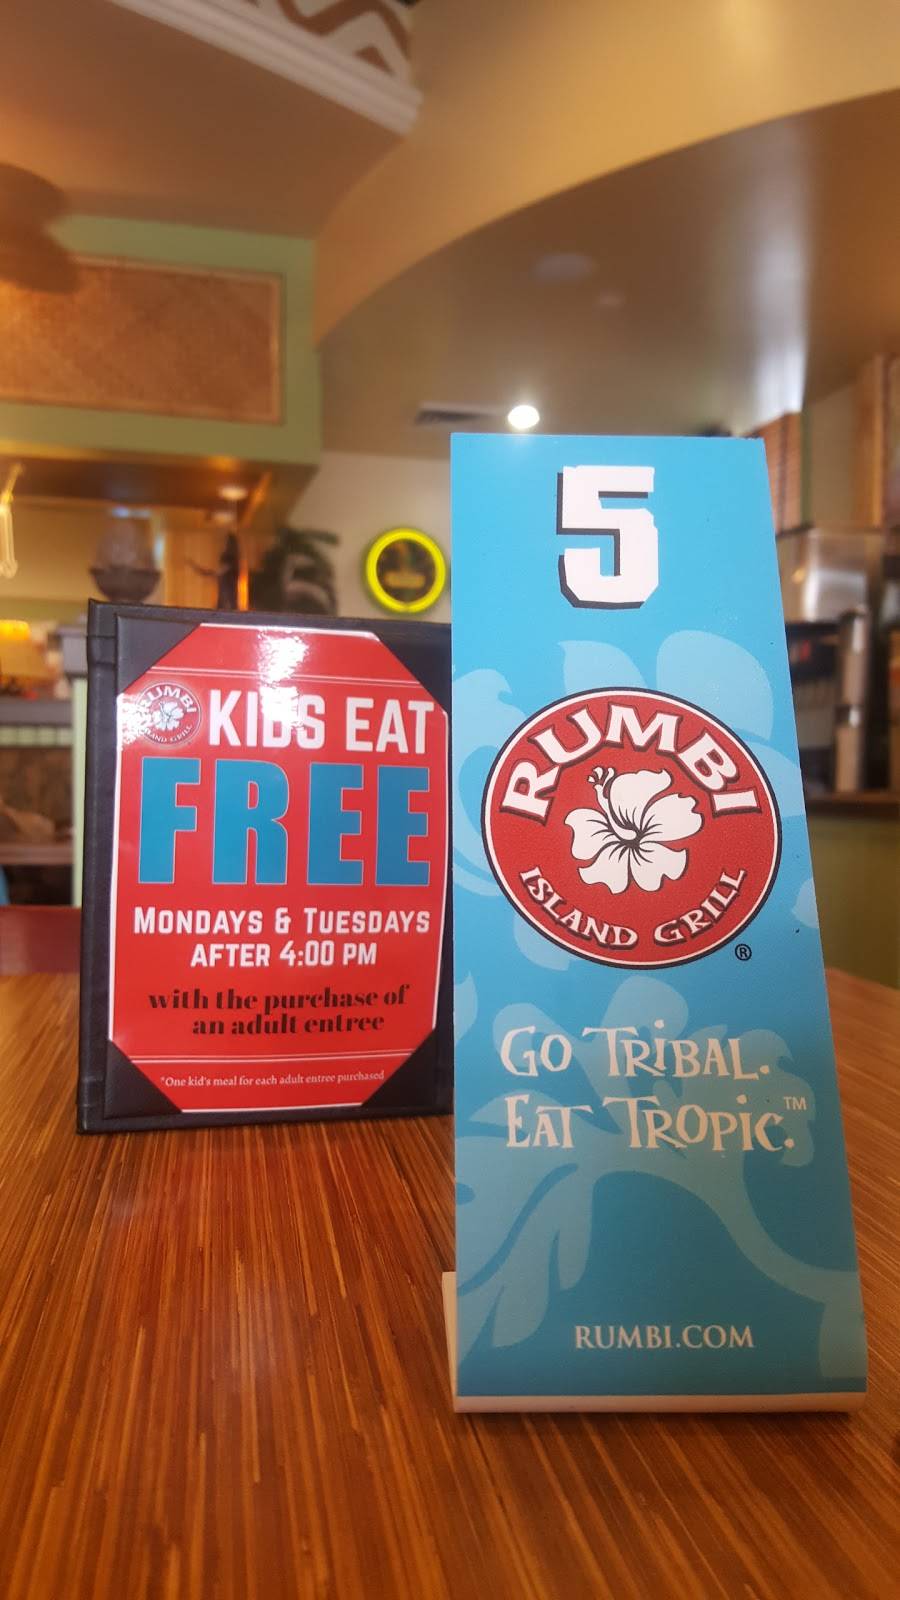 RUMBI
ISLAND GRILL
KIDS EAT
FREE
MONDAYS & TUESDAYS
AFTER 4:00 PM
with the purchase of
an adult entree
*One kid's meal for each adult entree purchased
5
RUMBI
ISLAND GRILL
®
GO TRIBAL.
EAT TROPIC.™
RUMBI.COM